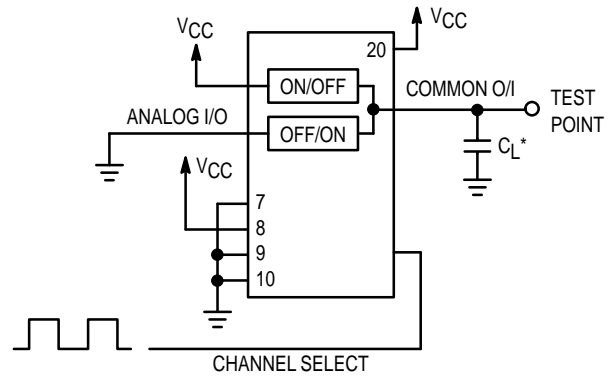 VCC
VCC
20
ON/OFF
COMMON O/I
TEST
POINT
ANALOG I/O
OFF/ON
CL*
VCC
7
8
9
10
CHANNEL SELECT